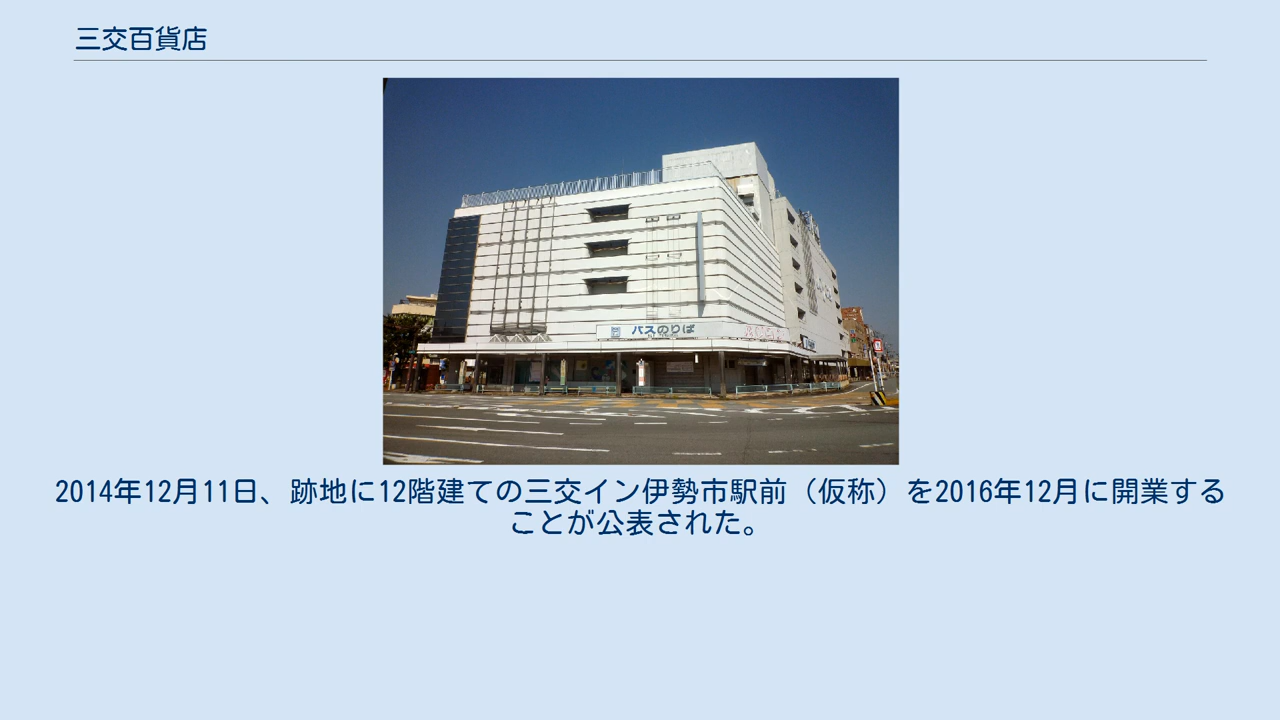 三交百貨店
バスのりば
2014年12月11日、跡地に12階建ての三交イン伊勢市駅前（仮称）を2016年12月に開業する
ことが公表された。